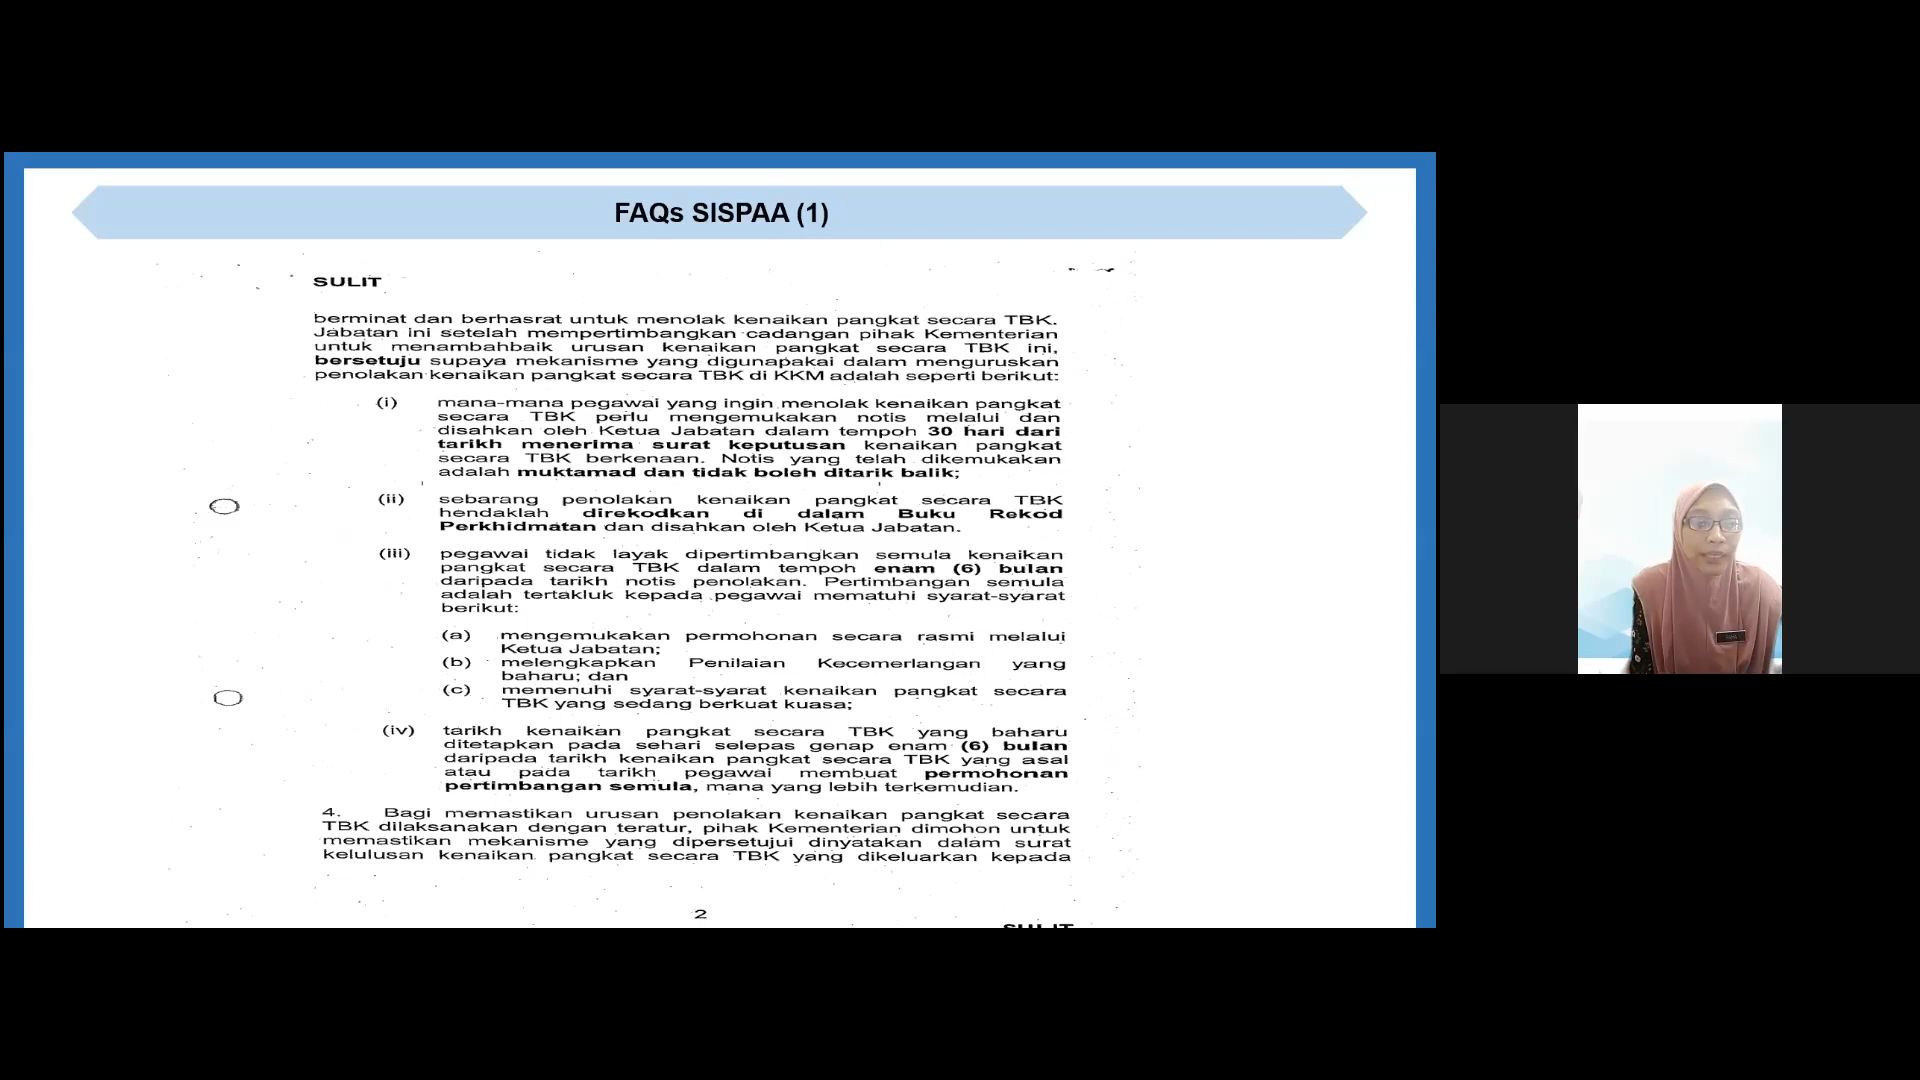 FAQs SISPAA (1)
SULIT
berminat dan berhasrat untuk menolak kenaikan pangkat secara TBK.
Jabatan ini setelah mempertimbangkan cadangan pihak Kementerian
untuk menambahbaik urusan kenaikan pangkat secara TBK ini,
bersetuju supaya mekanisme yang digunapakai dalam menguruskan
penolakan kenaikan pangkat secara TBK di KKM adalah seperti berikut:
(i) mana-mana pegawai yang ingin menolak kenaikan pangkat
secara TBK perlu mengemukakan notis melalui dan
disahkan oleh Ketua Jabatan dalam tempoh 30 hari dari
tarikh menerima surat keputusan kenaikan pangkat
secara TBK berkenaan. Notis yang telah dikemukakan
adalah muktamad dan tidak boleh ditarik balik;
(ii) sebarang penolakan kenaikan pangkat secara TBK
hendaklah direkodkan di dalam Buku Rekod
Perkhidmatan dan disahkan oleh Ketua Jabatan.
(iii) pegawai tidak layak dipertimbangkan semula kenaikan
pangkat secara TBK dalam tempoh enam (6) bulan
daripada tarikh notis penolakan. Pertimbangan semula
adalah tertakluk kepada pegawai mematuhi syarat-syarat
berikut:
(a) mengemukakan permohonan secara rasmi melalui
Ketua Jabatan;
(b) melengkapkan Penilaian Kecemerlangan yang
baharu; dan
(c) memenuhi syarat-syarat kenaikan pangkat secara
TBK yang sedang berkuat kuasa;
(iv) tarikh kenaikan pangkat secara TBK yang baharu
ditetapkan pada sehari selepas genap enam (6) bulan
daripada tarikh kenaikan pangkat secara TBK yang asal
atau pada tarikh pegawai membuat permohonan
pertimbangan semula, mana yang lebih terkemudian.
4. Bagi memastikan urusan penolakan kenaikan pangkat secara
TBK dilaksanakan dengan teratur, pihak Kementerian dimohon untuk
memastikan mekanisme yang dipersetujui dinyatakan dalam surat
kelulusan kenaikan pangkat secara TBK yang dikeluarkan kepada
2
SULIT